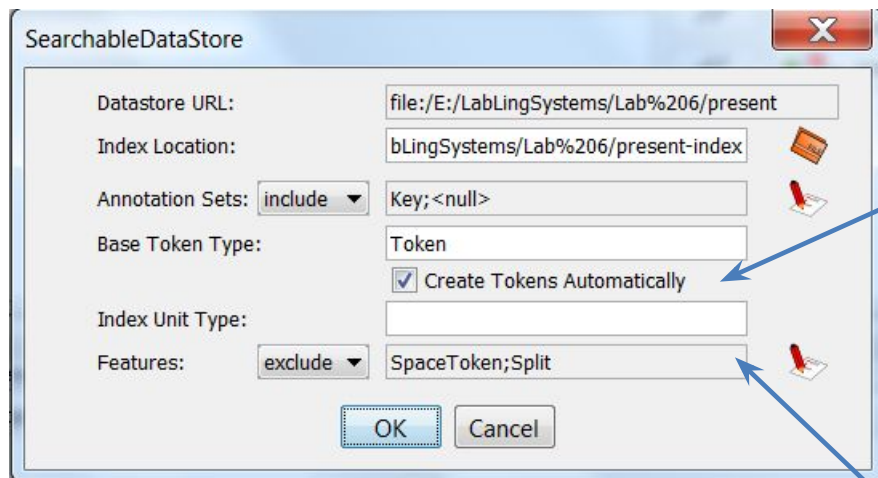 SearchableDataStore
Datastore URL: file:/E:/LabLingSystems/Lab%206/present
Index Location: bLingSystems/Lab%206/present-index
Annotation Sets: include Key;<null>
Base Token Type: Token
Create Tokens Automatically
Index Unit Type:
Features: exclude SpaceToken;Split
OK Cancel